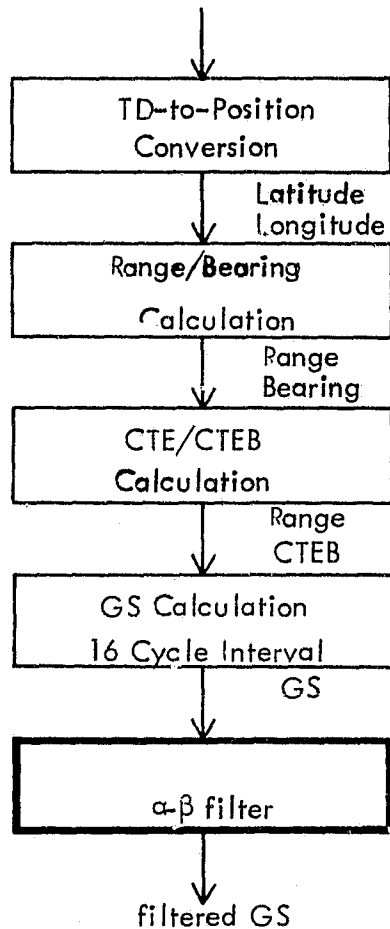 TD-to-Position
Conversion
Latitude
Longitude
Range/Bearing
Calculation
Range
Bearing
CTE/CTEB
Calculation
Range
CTEB
GS Calculation
16 Cycle Interval
GS
α-β filter
filtered GS